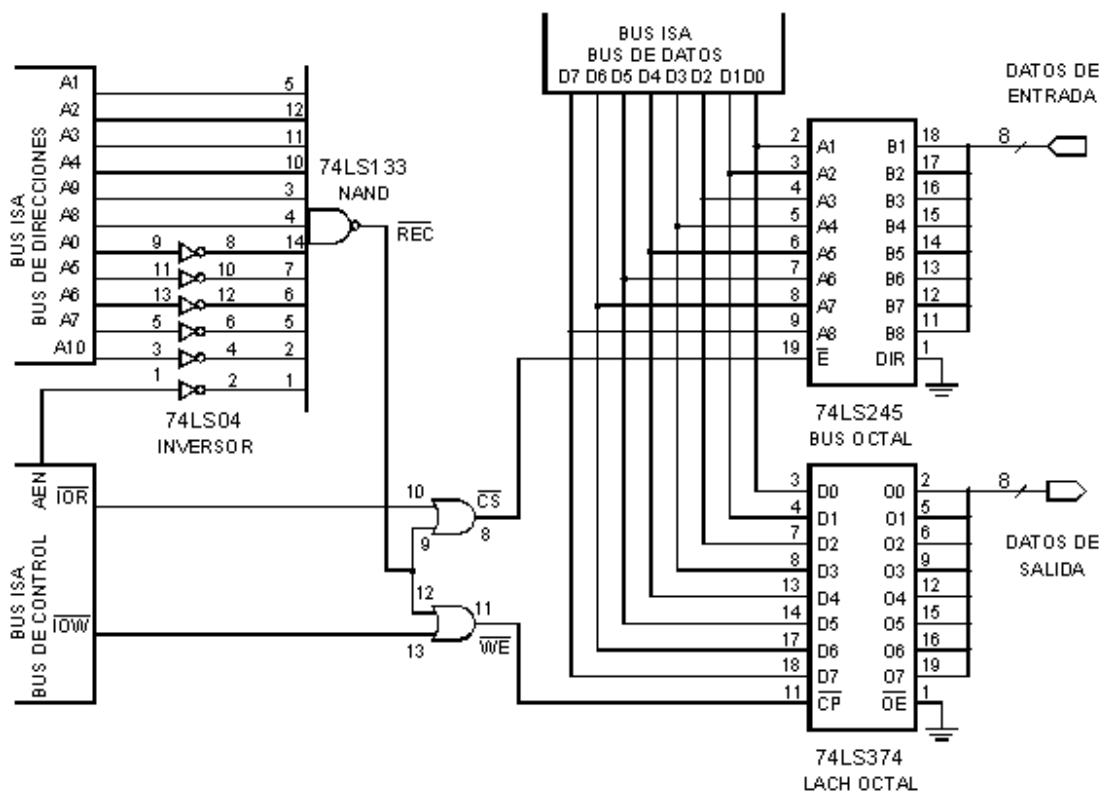 BUS ISA
BUS DE DIRECCIONES
A1
A2
A3
A4
A9
A8
A0
A5
A6
A7
A10
5
12
11
10
3
4
9
8
14
11
10
7
13
12
6
5
6
5
3
4
2
1
2
1
74LS04
INVERSOR
74LS133
NAND
REC
BUS ISA
BUS DE CONTROL
AEN
IOR
IOW
10
9
8
CS
12
13
11
WE
BUS ISA
BUS DE DATOS
D7 D6 D5 D4 D3 D2 D1 D0
2 A1 B1 18
3 A2 B2 17
4 A3 B3 16
5 A4 B4 15
6 A5 B5 14
7 A6 B6 13
8 A7 B7 12
9 A8 B8 11
19 E DIR 1
74LS245
BUS OCTAL
DATOS DE
ENTRADA
8
3 D0 O0 2
4 D1 O1 5
7 D2 O2 6
8 D3 O3 9
13 D4 O4 12
14 D5 O5 15
17 D6 O6 16
18 D7 O7 19
11 CP OE 1
74LS374
LACH OCTAL
8
DATOS DE
SALIDA